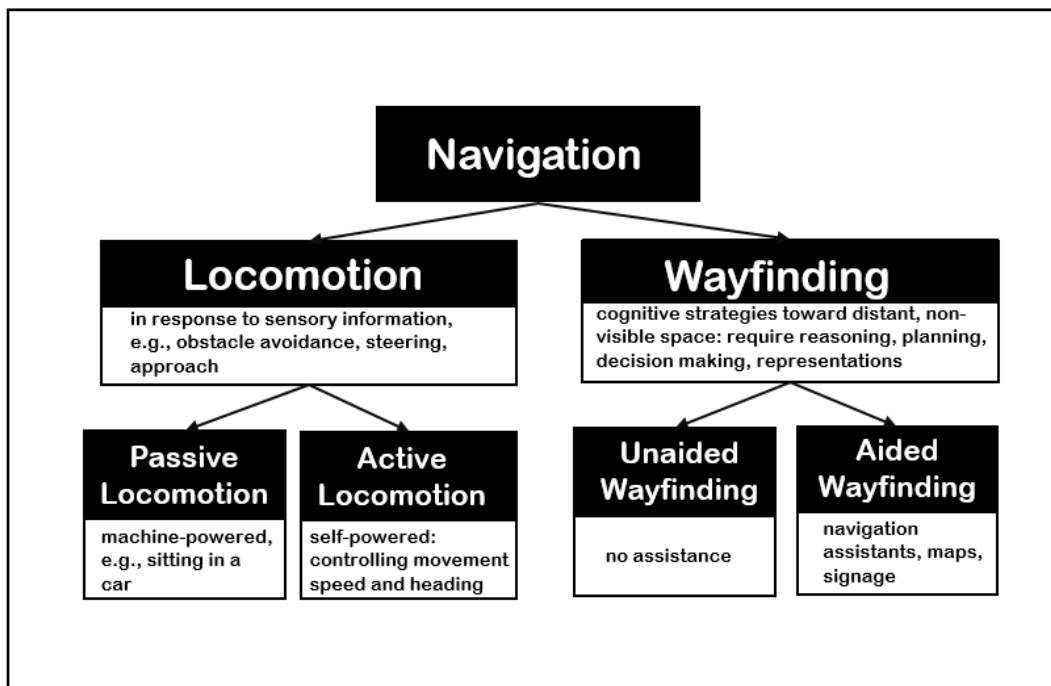 Navigation
Locomotion
in response to sensory information,
e.g., obstacle avoidance, steering,
approach
Wayfinding
cognitive strategies toward distant, non-
visible space: require reasoning, planning,
decision making, representations
Passive
Locomotion
machine-powered,
e.g., sitting in a
car
Active
Locomotion
self-powered:
controlling movement
speed and heading
Unaided
Wayfinding
no assistance
Aided
Wayfinding
navigation
assistants, maps,
signage